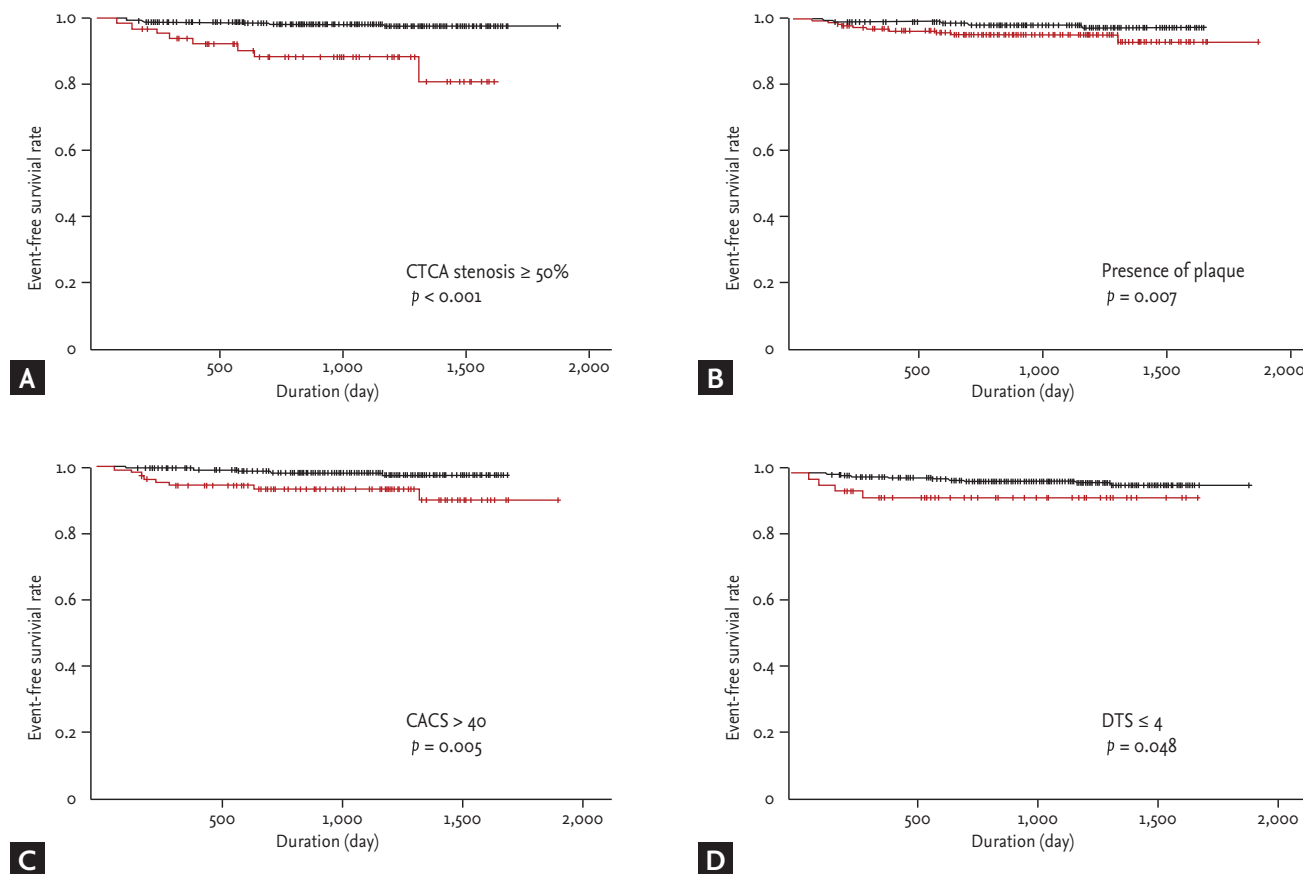 1.0
0.8
0.6
0.4
0.2
0
Event-free survivial rate
CTCA stenosis ≥ 50%
p < 0.001
500
1,000
1,500
2,000
Duration (day)
A
1.0
0.8
0.6
0.4
0.2
0
Event-free survivial rate
Presence of plaque
p = 0.007
500
1,000
1,500
2,000
Duration (day)
B
1.0
0.8
0.6
0.4
0.2
0
Event-free survivial rate
CACS > 40
p = 0.005
500
1,000
1,500
2,000
Duration (day)
C
1.0
0.8
0.6
0.4
0.2
0
Event-free survivial rate
DTS ≤ 4
p = 0.048
500
1,000
1,500
2,000
Duration (day)
D